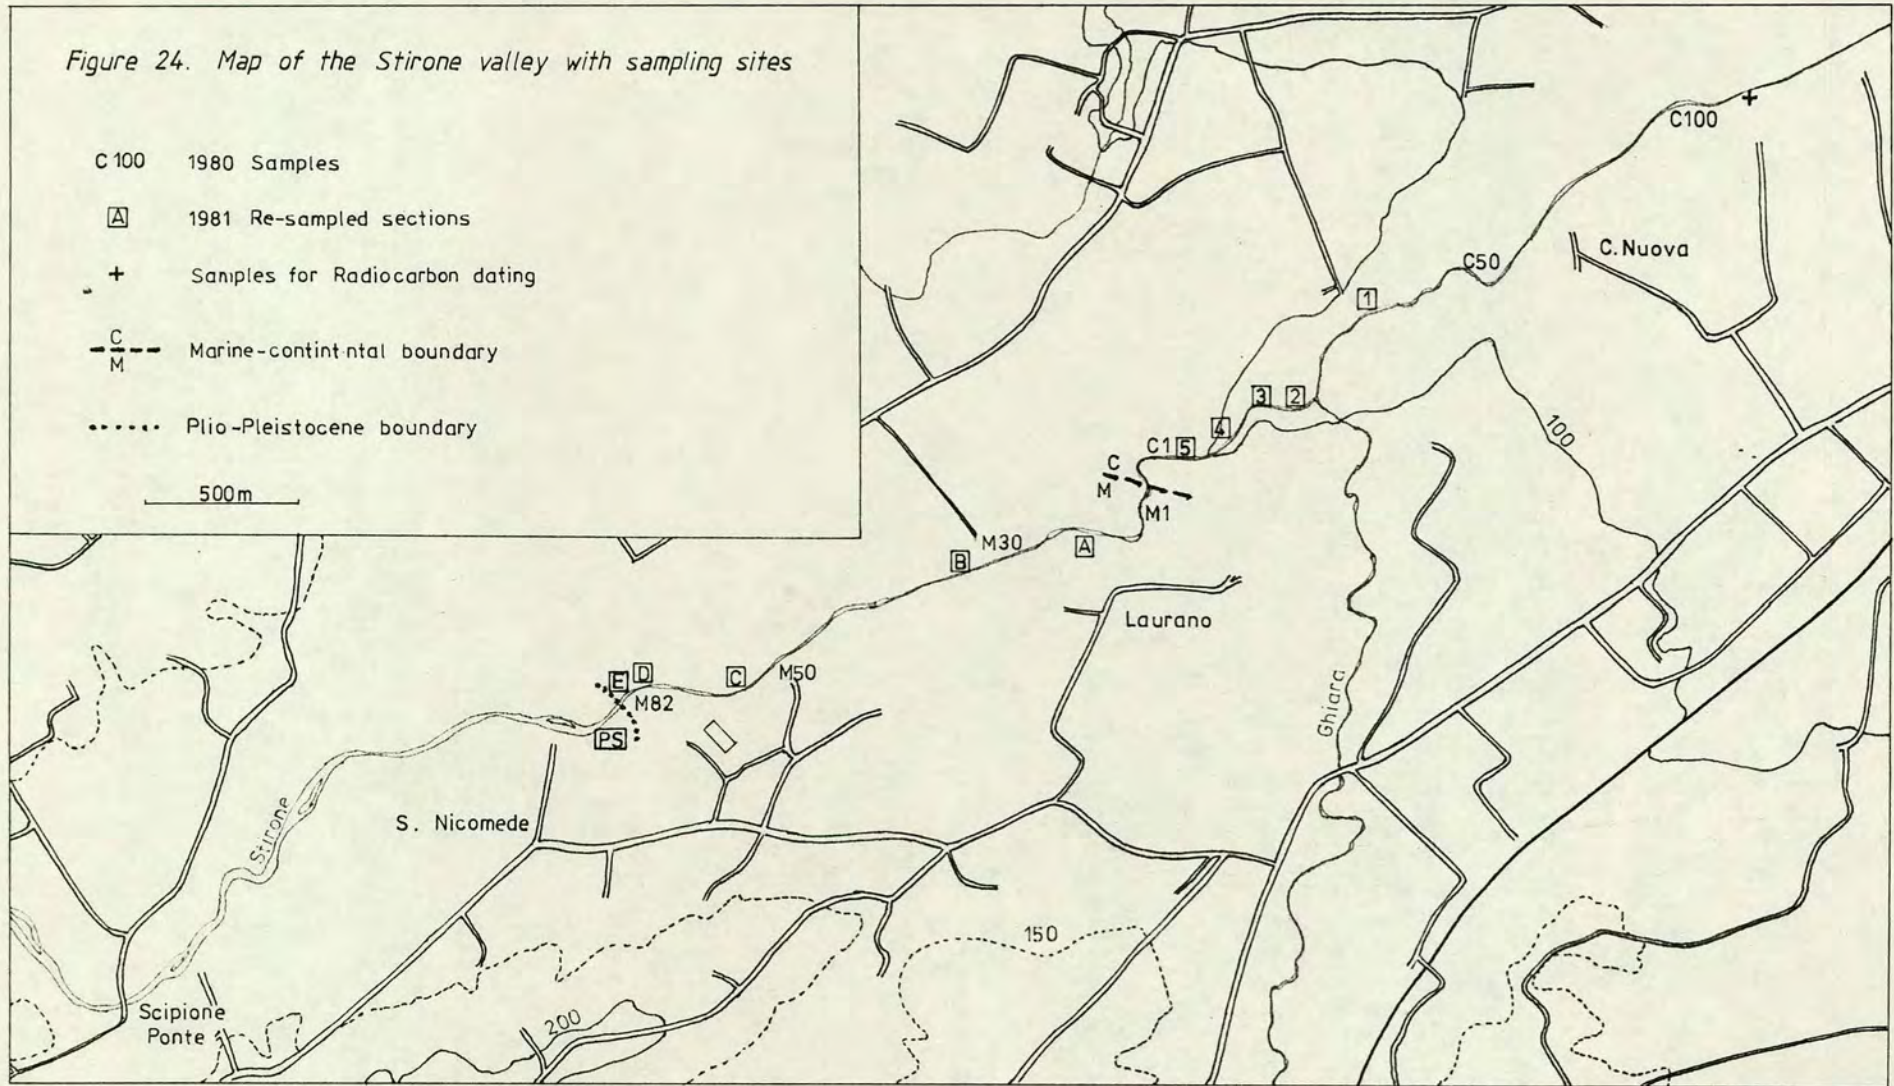 Figure 24. Map of the Stirone valley with sampling sites
C 100 1980 Samples
A 1981 Re-sampled sections
+ Samples for Radiocarbon dating
C
M
Marine-contintntal boundary
Plio-Pleistocene boundary
500m
C100
C.Nuova
C50
1
3 2
4
100
C1 5
C
M
M1
M30
A
B
Laurano
Ghiara
E D C M50
M82
PS
Stirone
S. Nicomede
150
200
Scipione
Ponte